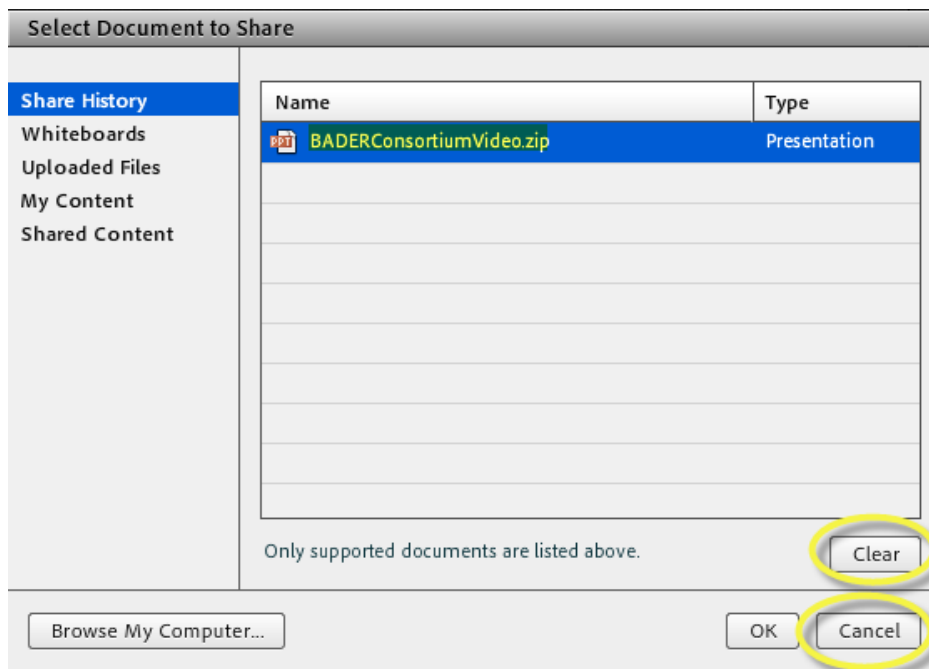 Select Document to Share
Share History
Whiteboards
Uploaded Files
My Content
Shared Content
Name Type
PPT BADERConsortiumVideo.zip Presentation
Only supported documents are listed above.
Clear
Browse My Computer... OK Cancel